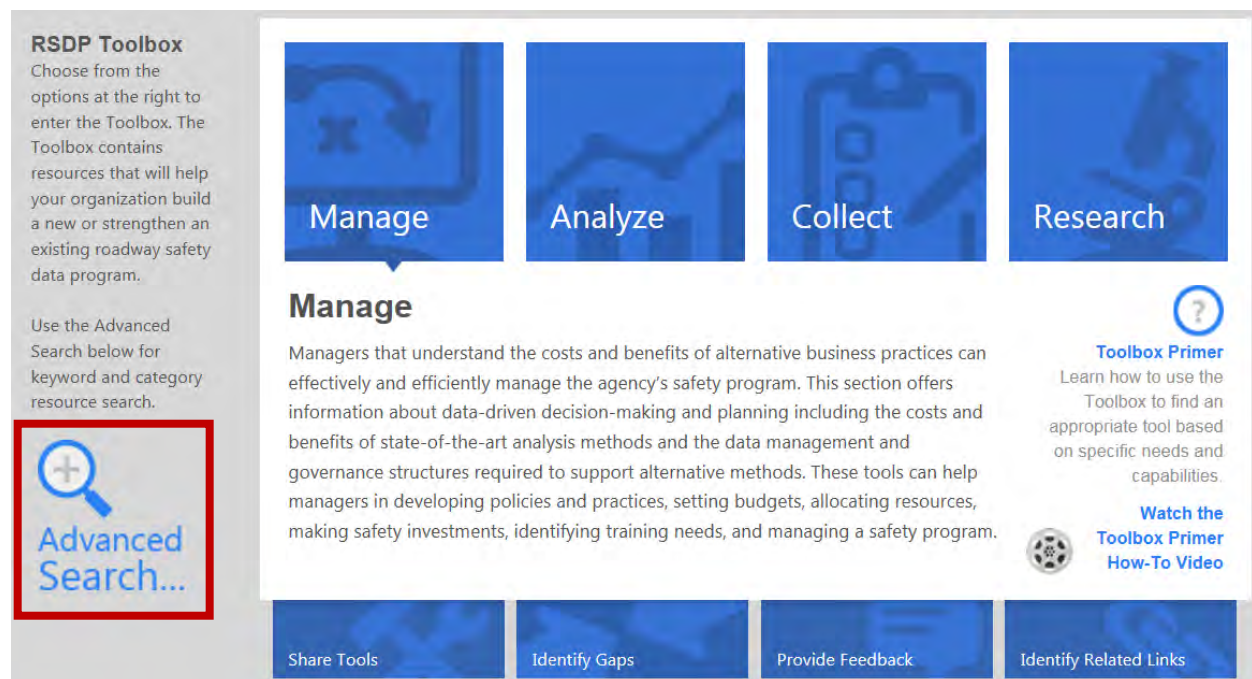 RSDP Toolbox
Choose from the
options at the right to
enter the Toolbox. The
Toolbox contains
resources that will help
your organization build
a new or strengthen an
existing roadway safety
data program.
Use the Advanced
Search below for
keyword and category
resource search.
Advanced
Search...
Manage
Analyze
Collect
Research
Manage
Managers that understand the costs and benefits of alternative business practices can
effectively and efficiently manage the agency's safety program. This section offers
information about data-driven decision-making and planning including the costs and
benefits of state-of-the-art analysis methods and the data management and
governance structures required to support alternative methods. These tools can help
managers in developing policies and practices, setting budgets, allocating resources,
making safety investments, identifying training needs, and managing a safety program.
?
Toolbox Primer
Learn how to use the
Toolbox to find an
appropriate tool based
on specific needs and
capabilities.
Watch the
Toolbox Primer
How-To Video
Share Tools
Identify Gaps
Provide Feedback
Identify Related Links